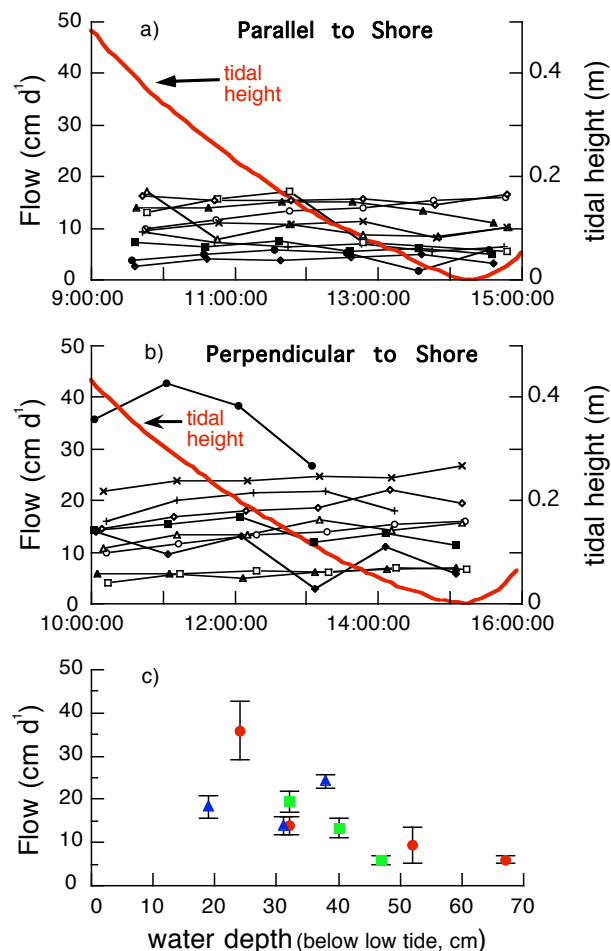 a) Parallel to Shore
50
40
30
20
10
0
Flow (cm d¹)
tidal
height
0.4
0.2
0
tidal height (m)
9:00:00 11:00:00 13:00:00 15:00:00
b) Perpendicular to Shore
50
40
30
20
10
0
Flow (cm d¹)
tidal
height
0.4
0.2
0
tidal height (m)
10:00:00 12:00:00 14:00:00 16:00:00
c)
50
40
30
20
10
0
Flow (cm d¹)
0 10 20 30 40 50 60 70
water depth (below low tide, cm)